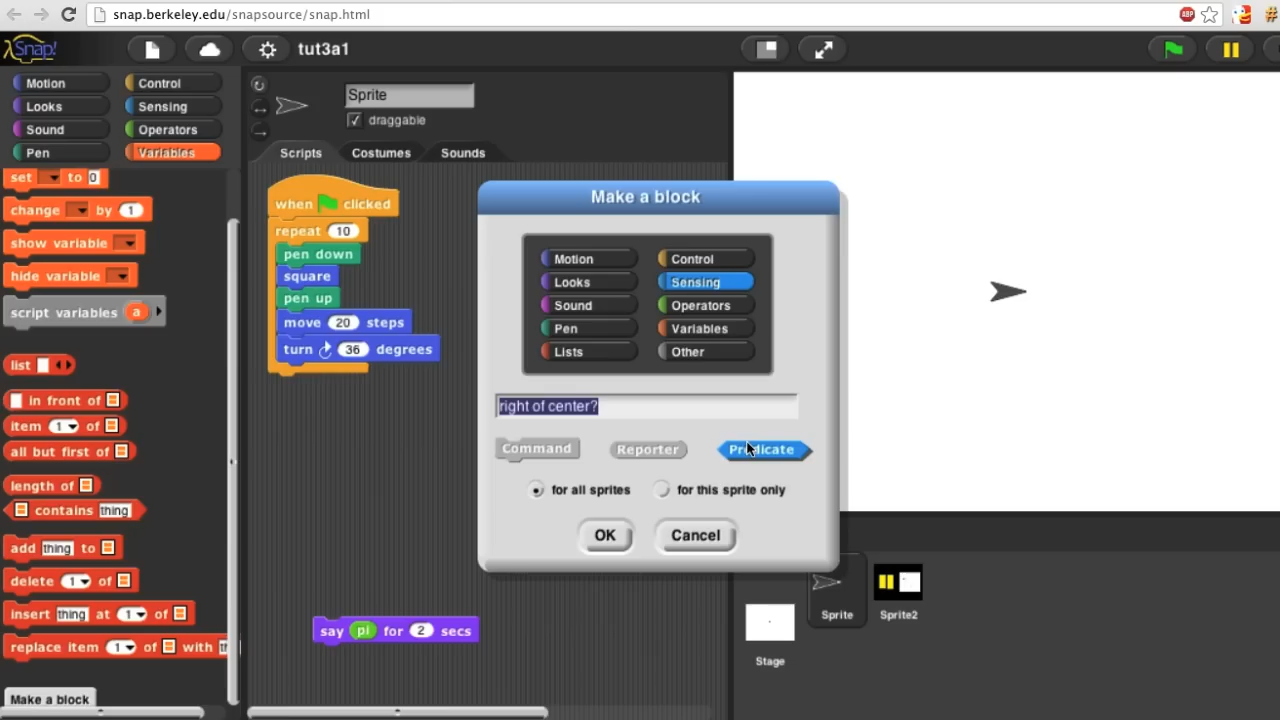 snap.berkeley.edu/snapsource/snap.html
ABP
#
λSnap!
tut3a1
Motion
Control
Looks
Sensing
Sound
Operators
Pen
Variables
set to 0
change by 1
show variable
hide variable
script variables a
list
in front of
item 1 of
all but first of
length of
contains thing
add thing to
delete 1 of
insert thing at 1 of
replace item 1 of with th
Make a block
Sprite
draggable
Scripts
Costumes
Sounds
when clicked
repeat 10
pen down
square
pen up
move 20 steps
turn 36 degrees
say pi for 2 secs
Make a block
Motion
Control
Looks
Sensing
Sound
Operators
Pen
Variables
Lists
Other
right of center?
Command
Reporter
Predicate
for all sprites
for this sprite only
OK
Cancel
Stage
Sprite
Sprite2